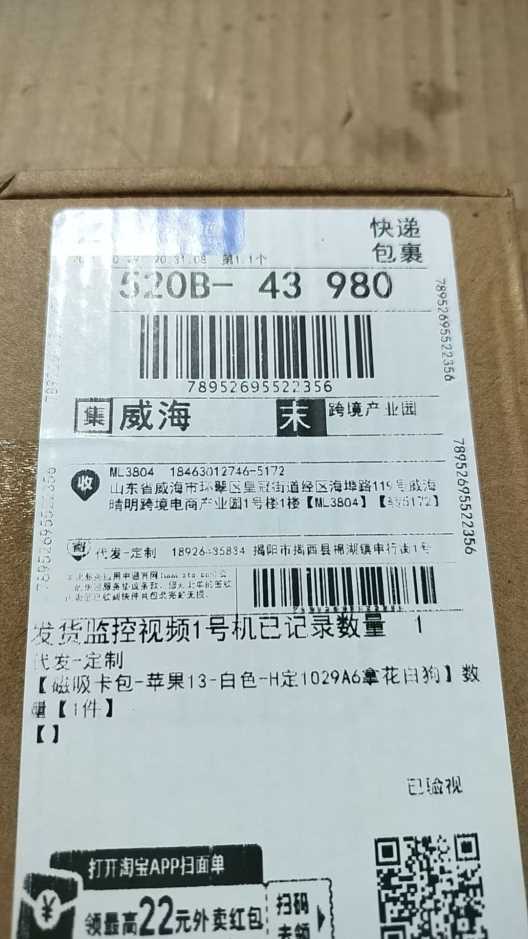 快递
包裹
20:31:08 第1.1个
520B- 43 980
78952695522356
78952695522356
集 威海 末 跨境产业园
78952695522356
收 ML3804 18463012746-5172
山东省威海市环翠区皇冠街道经区海埠路119号威海
晴明跨境电商产业园1号楼1楼【ML3804】【5172】
寄 代发-定制 揭阳市揭西县棉湖镇
78952695522356
发货监控视频1号机已记录数量 1
代发-定制
【磁吸卡包-苹果13-白色-H定1029A6拿花白狗】数
量【1件】
【】
已验视
打开淘宝APP扫面单
领最高22元外卖红包
扫码
去领